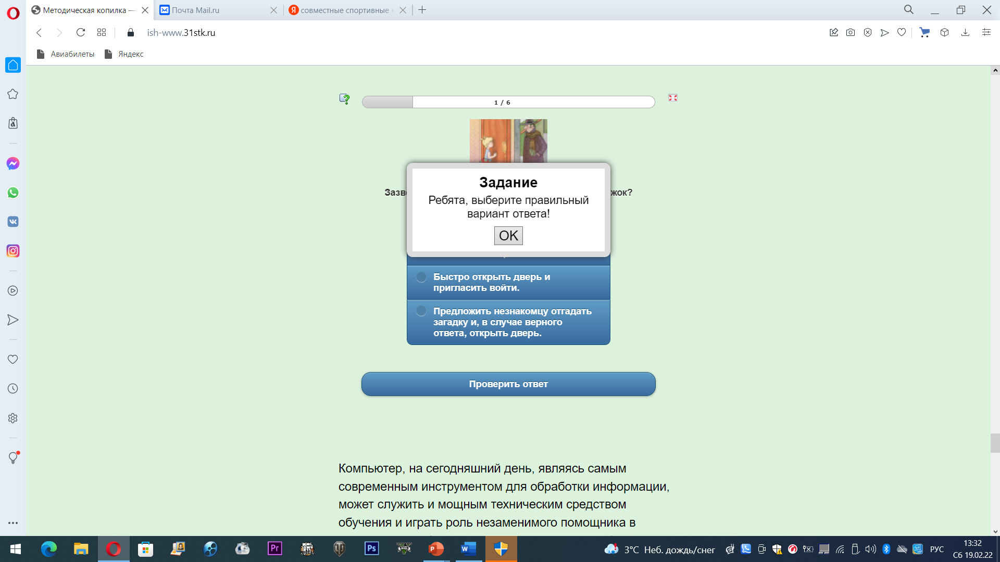 Методическая копилка —
Почта Mail.ru
совместные спортивные
ish-www.31stk.ru
Авиабилеты
Яндекс
1 / 6
Задание
Ребята, выберите правильный
вариант ответа!
OK
Быстро открыть дверь и
пригласить войти.
Предложить незнакомцу отгадать
загадку и, в случае верного
ответа, открыть дверь.
Проверить ответ
Компьютер, на сегодняшний день, являясь самым
современным инструментом для обработки информации,
может служить и мощным техническим средством
обучения и играть роль незаменимого помощника в
3°C Неб. дождь/снег
РУС
13:32
Сб 19.02.22